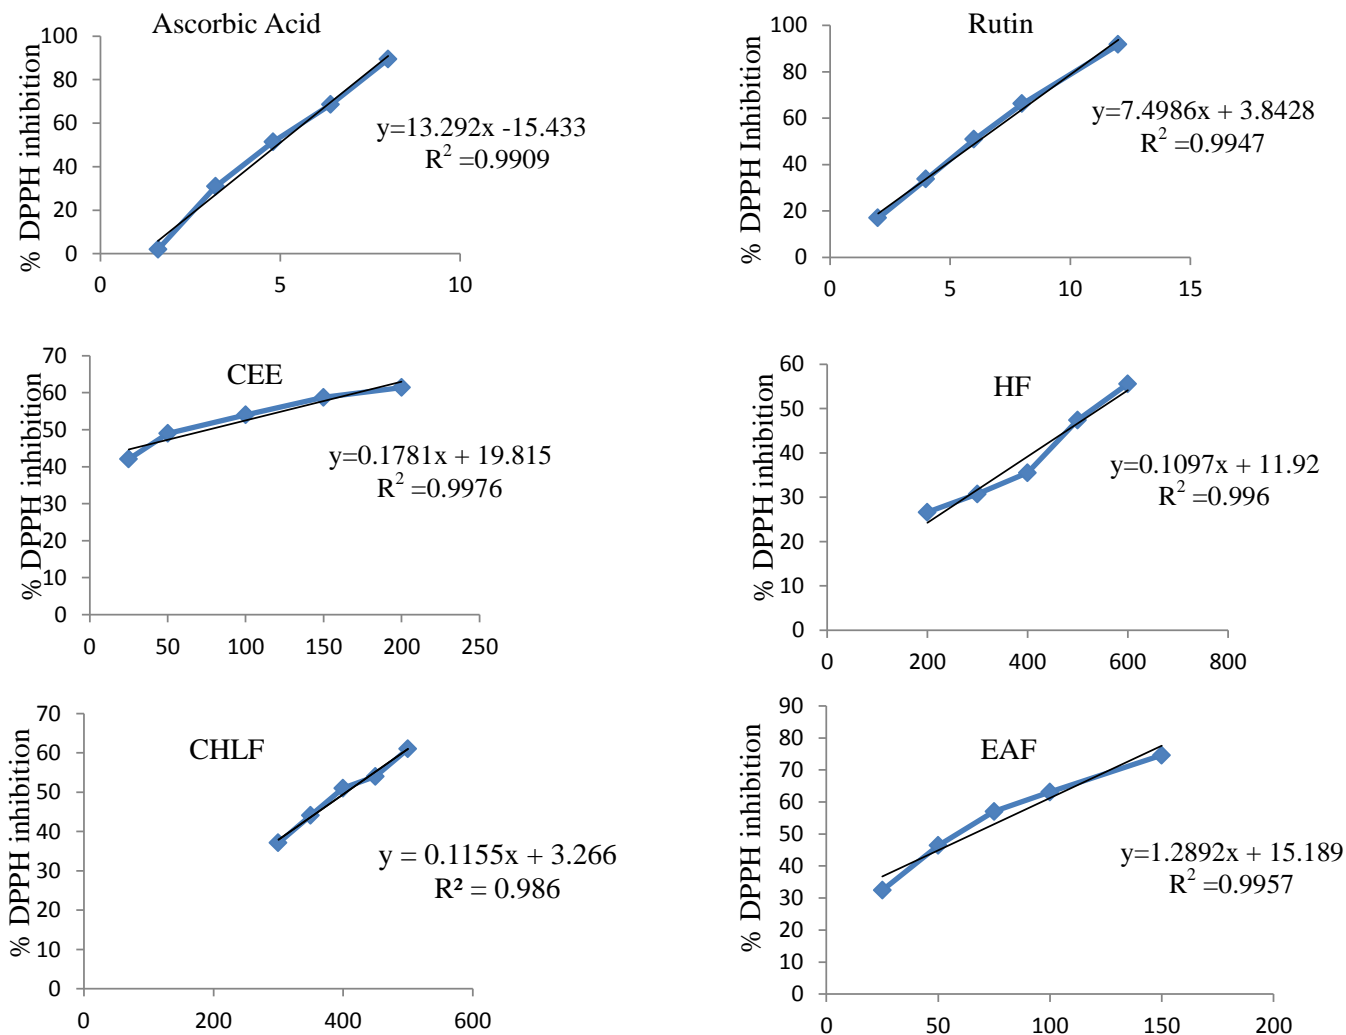 Ascorbic Acid
% DPPH inhibition
100
80
60
40
20
0
0 5 10
y=13.292x -15.433
R² =0.9909
Rutin
% DPPH Inhibition
100
80
60
40
20
0
0 5 10 15
y=7.4986x + 3.8428
R² =0.9947
CEE
% DPPH inhibition
70
60
50
40
30
20
10
0
0 50 100 150 200 250
y=0.1781x + 19.815
R² =0.9976
HF
% DPPH inhibition
60
50
40
30
20
10
0
0 200 400 600 800
y=0.1097x + 11.92
R² =0.996
CHLF
% DPPH inhibition
70
60
50
40
30
20
10
0
0 200 400 600
y = 0.1155x + 3.266
R² = 0.986
EAF
% DPPH inhibition
90
80
70
60
50
40
30
20
10
0
0 50 100 150 200
y=1.2892x + 15.189
R² =0.9957